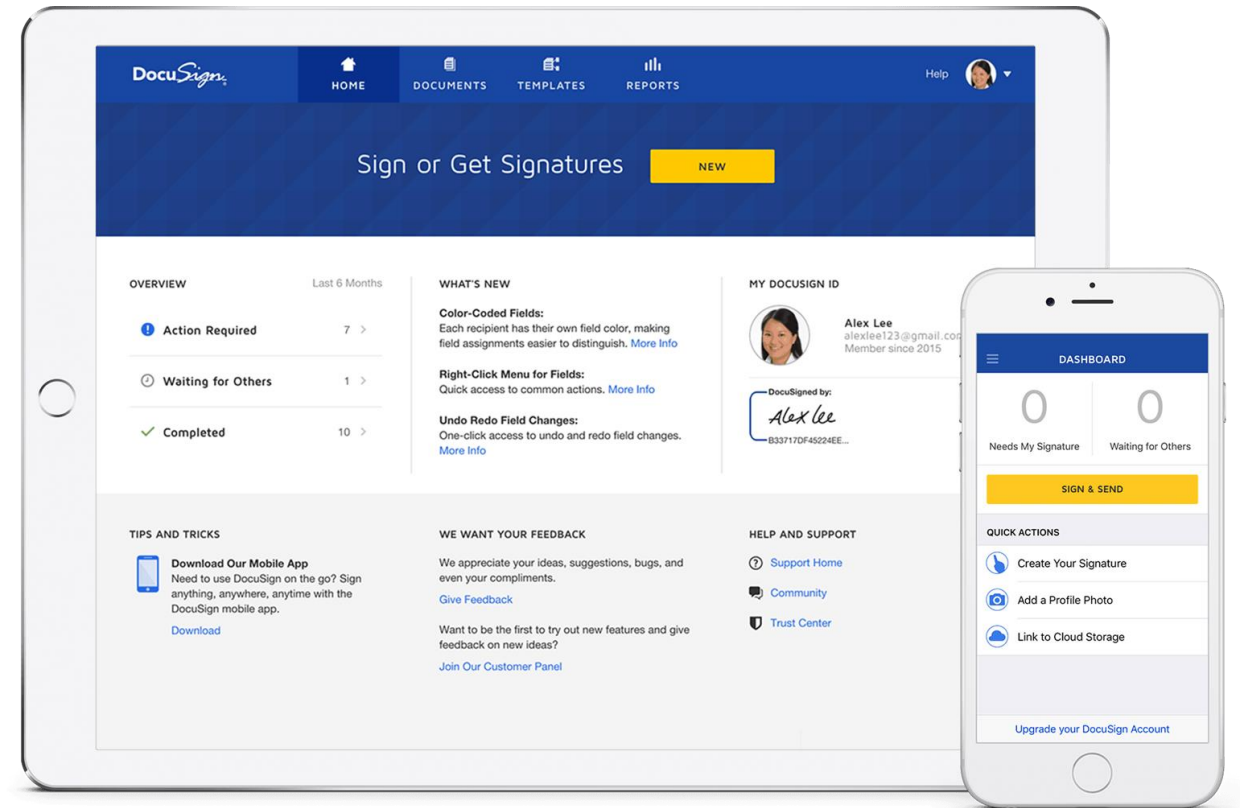 DocuSign
HOME
DOCUMENTS
TEMPLATES
REPORTS
Help
Sign or Get Signatures
NEW
OVERVIEW
Last 6 Months
Action Required 7
Waiting for Others 1
Completed 10
WHAT'S NEW
Color-Coded Fields:
Each recipient has their own field color, making
field assignments easier to distinguish. More Info
Right-Click Menu for Fields:
Quick access to common actions. More Info
Undo Redo Field Changes:
One-click access to undo and redo field changes.
More Info
MY DOCUSIGN ID
Alex Lee
alexlee123@gmail.com
Member since 2015
DocuSigned by:
Alex Lee
B33717DF45224EE...
TIPS AND TRICKS
Download Our Mobile App
Need to use DocuSign on the go? Sign
anything, anywhere, anytime with the
DocuSign mobile app.
Download
WE WANT YOUR FEEDBACK
We appreciate your ideas, suggestions, bugs, and
even your compliments.
Give Feedback
Want to be the first to try out new features and give
feedback on new ideas?
Join Our Customer Panel
HELP AND SUPPORT
Support Home
Community
Trust Center
DASHBOARD
0
Needs My Signature
0
Waiting for Others
SIGN & SEND
QUICK ACTIONS
Create Your Signature
Add a Profile Photo
Link to Cloud Storage
Upgrade your DocuSign Account